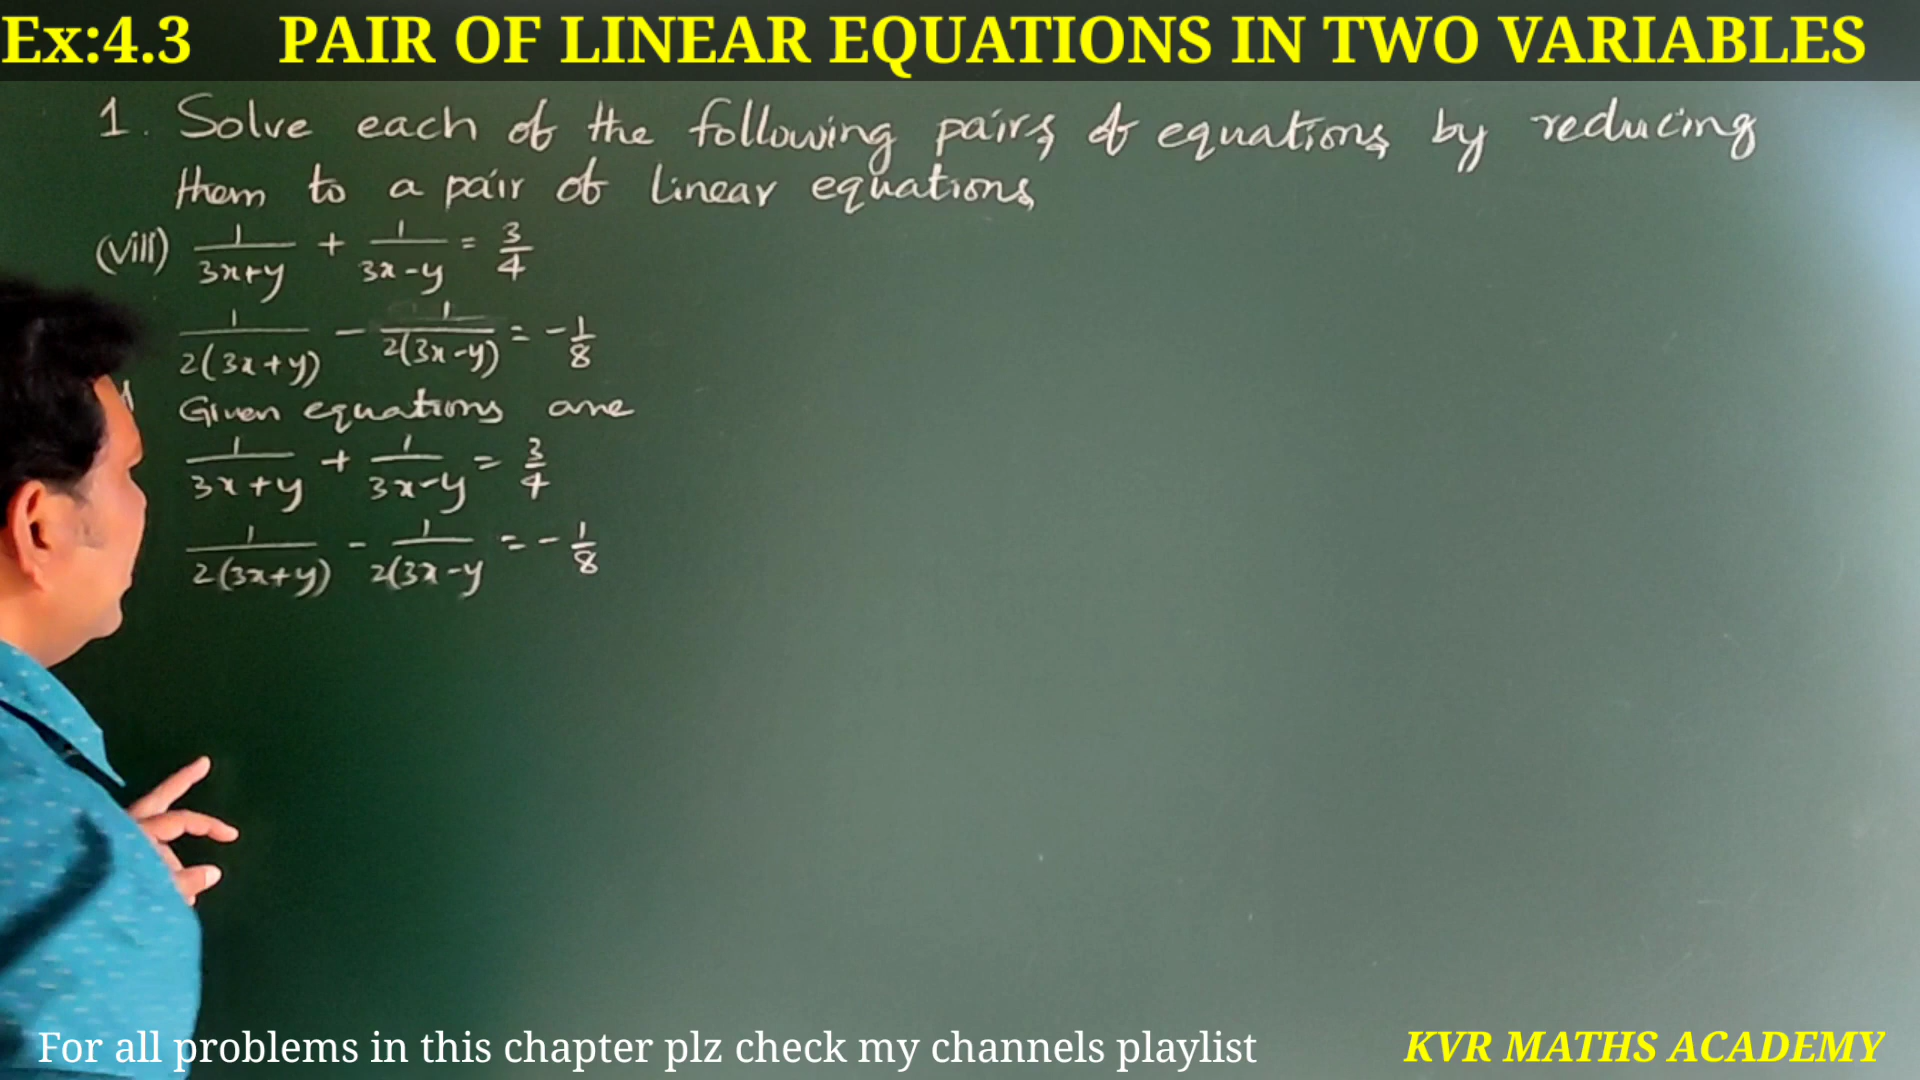 Ex:4.3 PAIR OF LINEAR EQUATIONS IN TWO VARIABLES
1. Solve each of the following pairs of equations by reducing
them to a pair of linear equations
(viii) 1/(3x+y) + 1/(3x-y) = 3/4
1/(2(3x+y)) - 1/(2(3x-y)) = -1/8
Given equations are
1/(3x+y) + 1/(3x-y) = 3/4
1/(2(3x+y)) - 1/(2(3x-y) = -1/8
For all problems in this chapter plz check my channels playlist
KVR MATHS ACADEMY